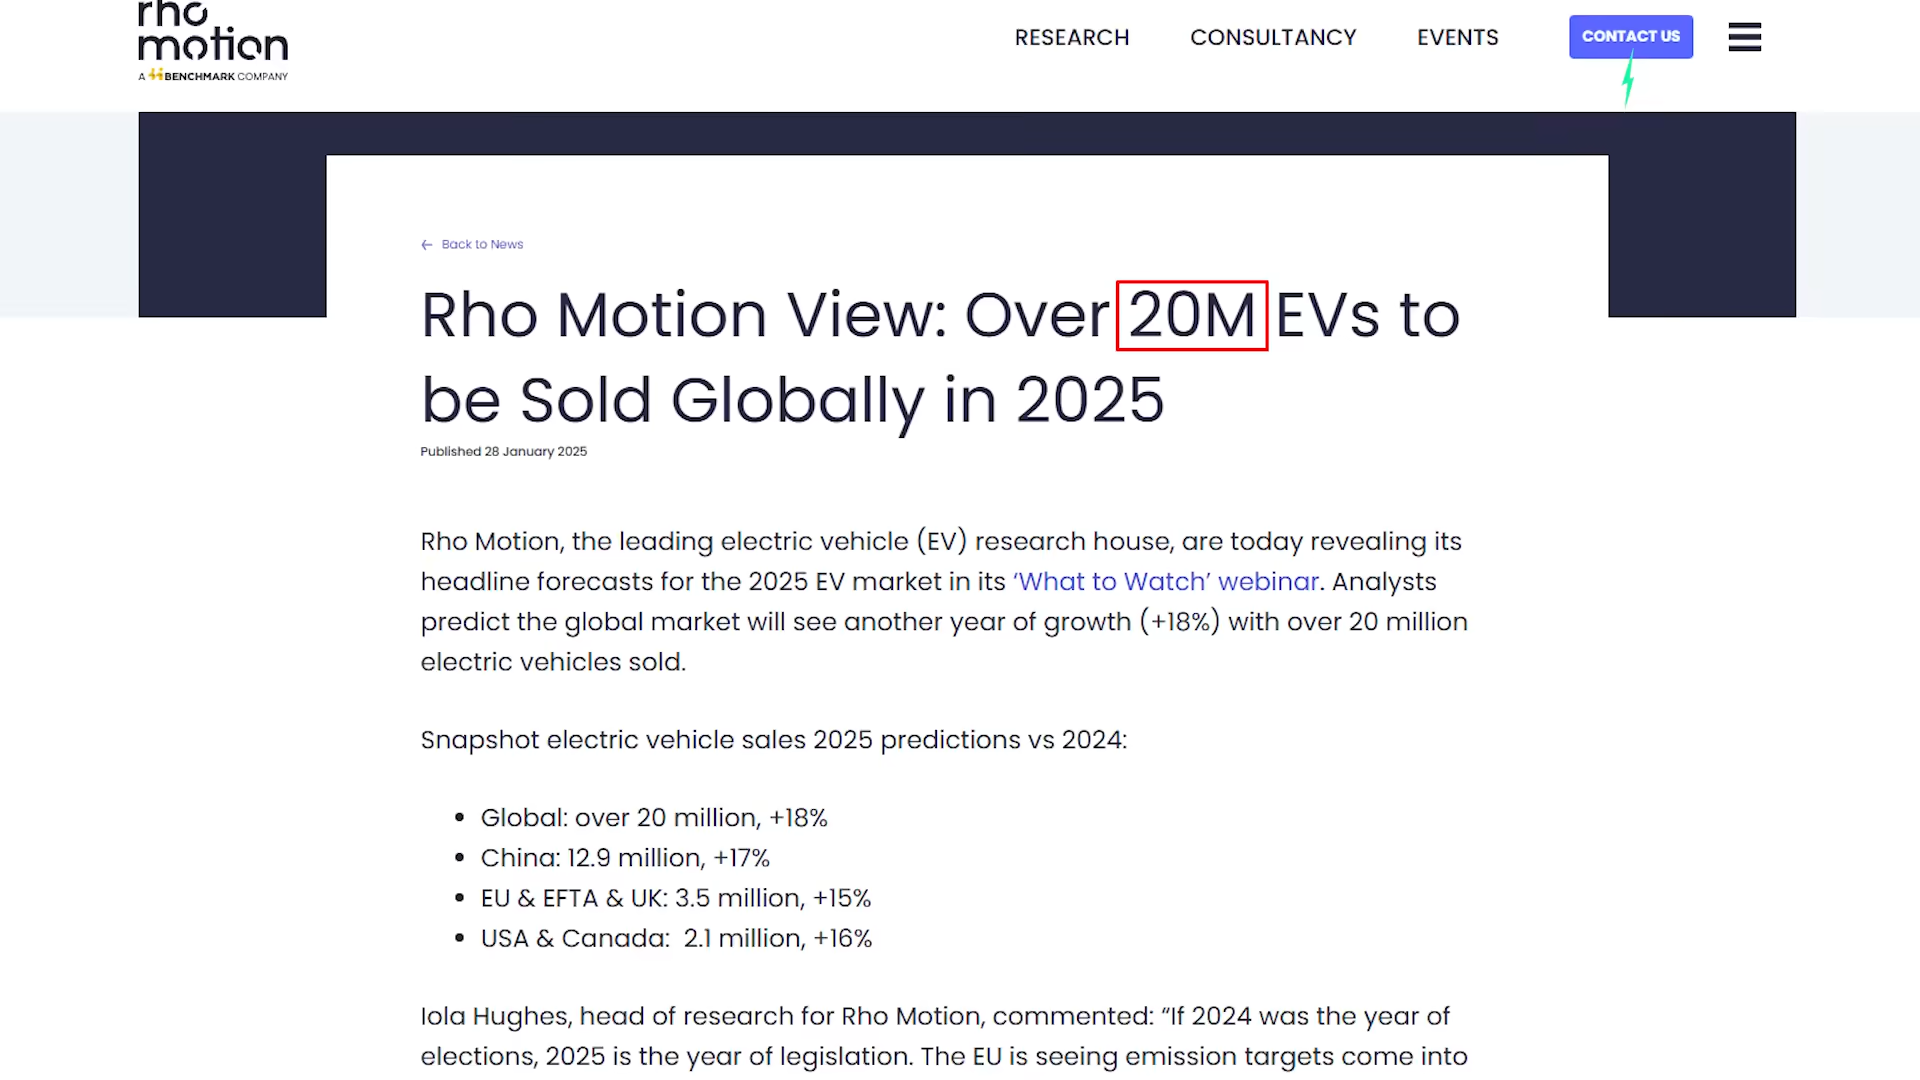 rho
motion
A BENCHMARK COMPANY
RESEARCH
CONSULTANCY
EVENTS
CONTACT US
← Back to News
Rho Motion View: Over 20M EVs to
be Sold Globally in 2025
Published 28 January 2025
Rho Motion, the leading electric vehicle (EV) research house, are today revealing its
headline forecasts for the 2025 EV market in its ‘What to Watch’ webinar. Analysts
predict the global market will see another year of growth (+18%) with over 20 million
electric vehicles sold.
Snapshot electric vehicle sales 2025 predictions vs 2024:
• Global: over 20 million, +18%
• China: 12.9 million, +17%
• EU & EFTA & UK: 3.5 million, +15%
• USA & Canada: 2.1 million, +16%
Iola Hughes, head of research for Rho Motion, commented: “If 2024 was the year of
elections, 2025 is the year of legislation. The EU is seeing emission targets come into